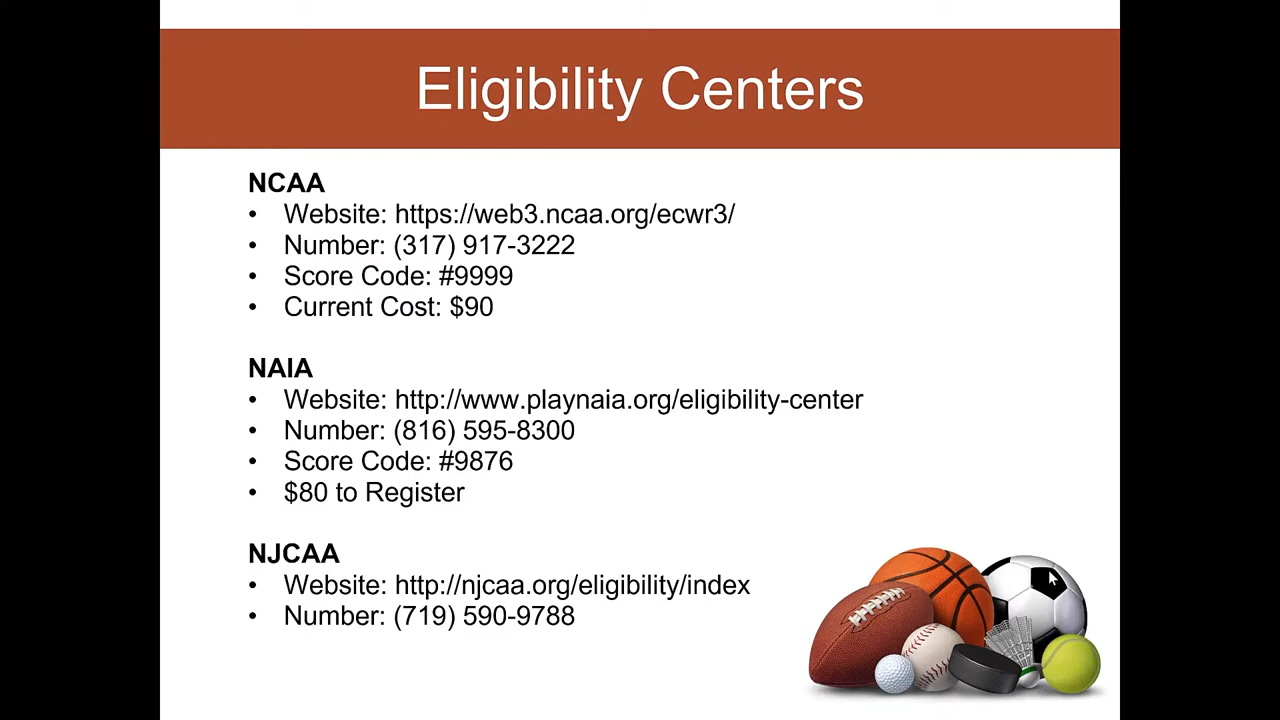 Eligibility Centers
NCAA
• Website: https://web3.ncaa.org/ecwr3/
• Number: (317) 917-3222
• Score Code: #9999
• Current Cost: $90
NAIA
• Website: http://www.playnaia.org/eligibility-center
• Number: (816) 595-8300
• Score Code: #9876
• $80 to Register
NJCAA
• Website: http://njcaa.org/eligibility/index
• Number: (719) 590-9788